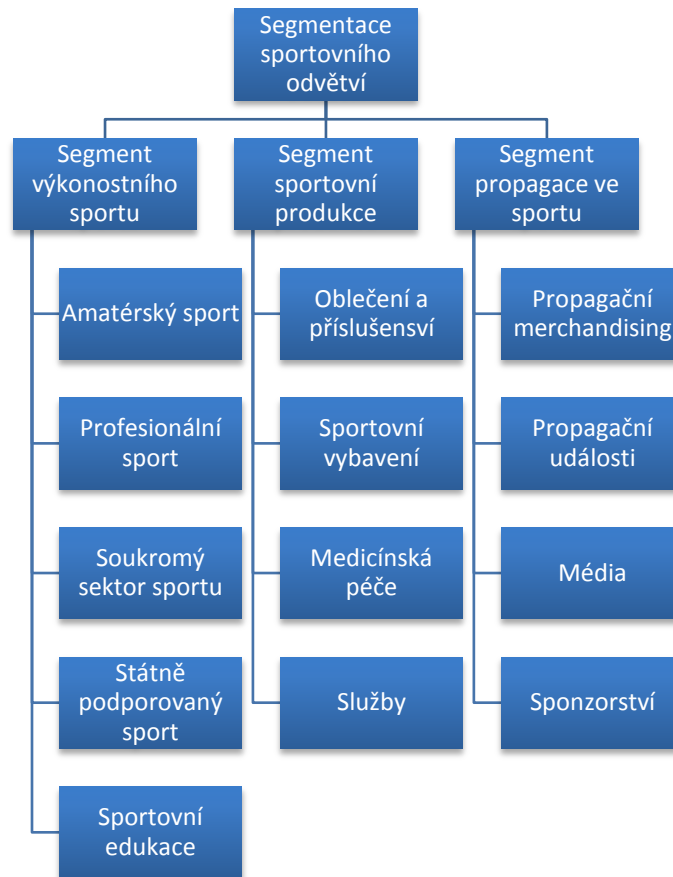 Segmentace
sportovního
odvětví
Segment
výkonostního
sportu
Amatérský sport
Profesionální
sport
Soukromý
sektor sportu
Státně
podporovaný
sport
Sportovní
edukace
Segment
sportovní
produkce
Oblečení a
příslušensví
Sportovní
vybavení
Medicínská
péče
Služby
Segment
propagace ve
sportu
Propagační
merchandising
Propagační
události
Média
Sponzorství